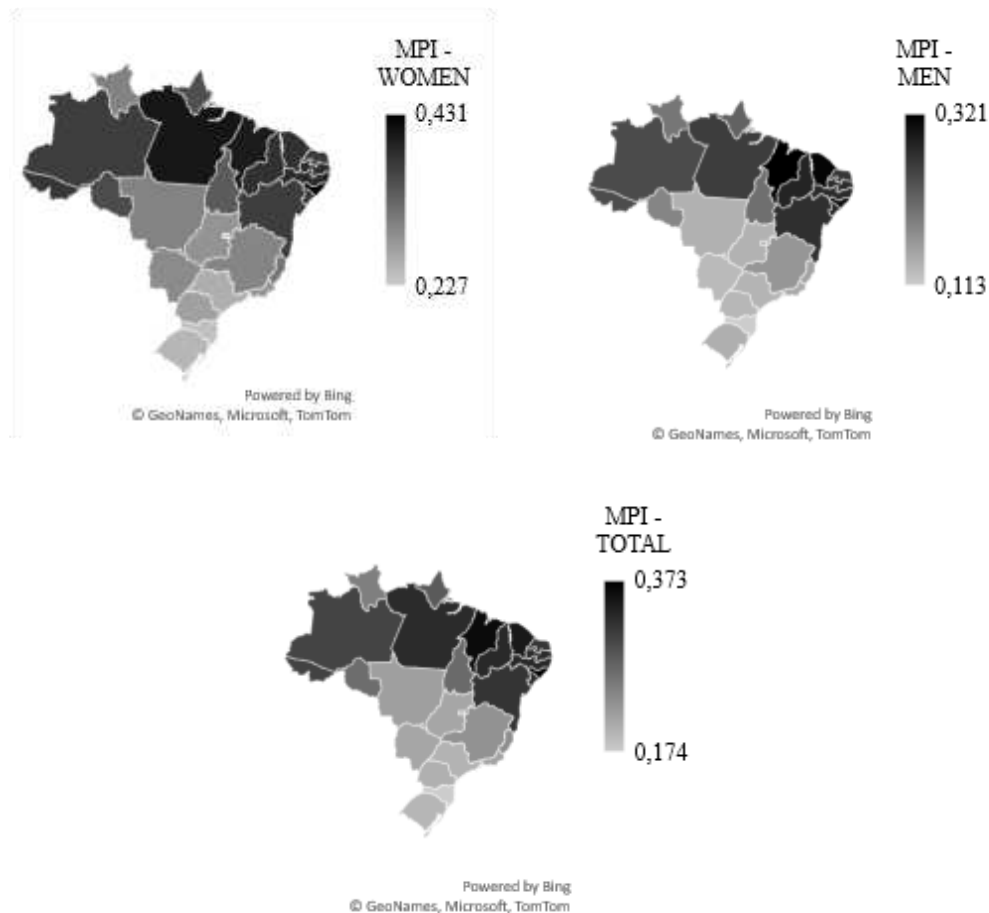 MPI -
WOMEN
0,431
0,227
Powered by Bing
© GeoNames, Microsoft, TomTom
MPI -
MEN
0,321
0,113
Powered by Bing
© GeoNames, Microsoft, TomTom
MPI -
TOTAL
0,373
0,174
Powered by Bing
© GeoNames, Microsoft, TomTom